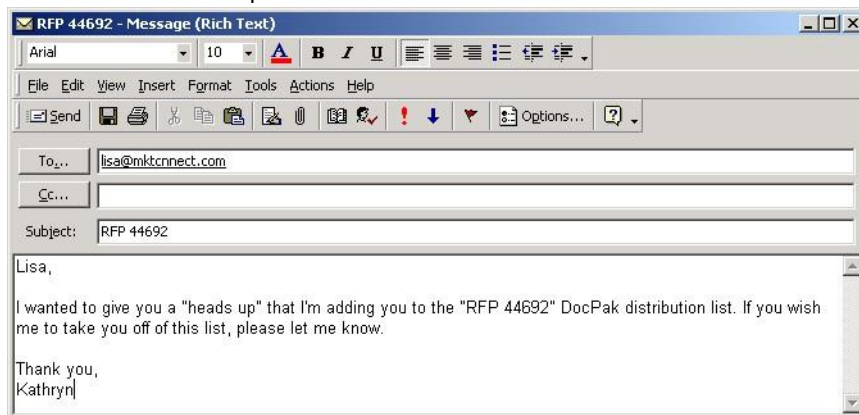 RFP 44692 - Message (Rich Text)
Arial 10 A B I U
File Edit View Insert Format Tools Actions Help
Send Options...
To... lisa@mktcnnect.com
Cc...
Subject: RFP 44692
Lisa,
I wanted to give you a "heads up" that I'm adding you to the "RFP 44692" DocPak distribution list. If you wish
me to take you off of this list, please let me know.
Thank you,
Kathryn